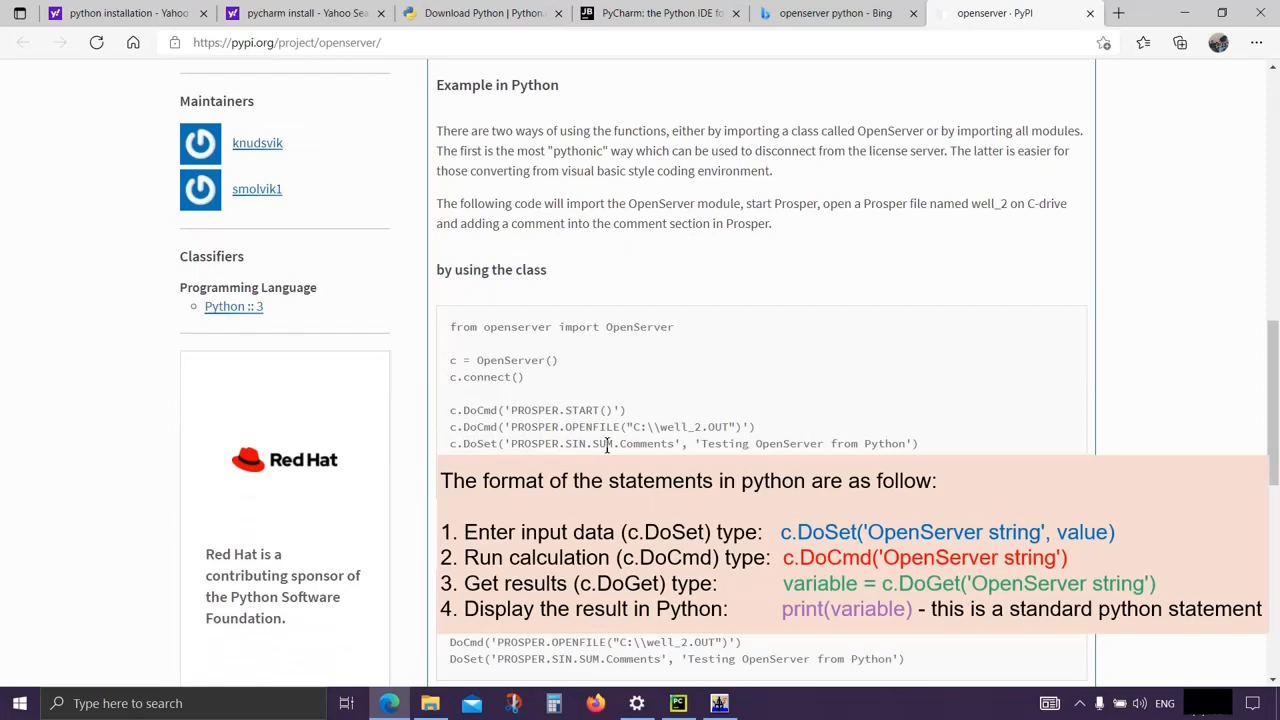 python installation - Yahoo
pycharm install - Yahoo Sea
Download Python | Python.
PyCharm: the Python IDE fo
openserver python - Bing
openserver · PyPI
https://pypi.org/project/openserver/
Example in Python
There are two ways of using the functions, either by importing a class called OpenServer or by importing all modules.
The first is the most "pythonic" way which can be used to disconnect from the license server. The latter is easier for
those converting from visual basic style coding environment.
The following code will import the OpenServer module, start Prosper, open a Prosper file named well_2 on C-drive
and adding a comment into the comment section in Prosper.
by using the class
from openserver import OpenServer
c = OpenServer()
c.connect()
c.DoCmd('PROSPER.START()')
c.DoCmd('PROSPER.OPENFILE("C:\\well_2.OUT")')
c.DoSet('PROSPER.SIN.SUM.Comments', 'Testing OpenServer from Python')
The format of the statements in python are as follow:
1. Enter input data (c.DoSet) type: c.DoSet('OpenServer string', value)
2. Run calculation (c.DoCmd) type: c.DoCmd('OpenServer string')
3. Get results (c.DoGet) type: variable = c.DoGet('OpenServer string')
4. Display the result in Python: print(variable) - this is a standard python statement
DoCmd('PROSPER.OPENFILE("C:\\well_2.OUT")')
DoSet('PROSPER.SIN.SUM.Comments', 'Testing OpenServer from Python')
Maintainers
knudsvik
smolvik1
Classifiers
Programming Language
Python :: 3
Red Hat
Red Hat is a
contributing sponsor of
the Python Software
Foundation.
Type here to search
ENG